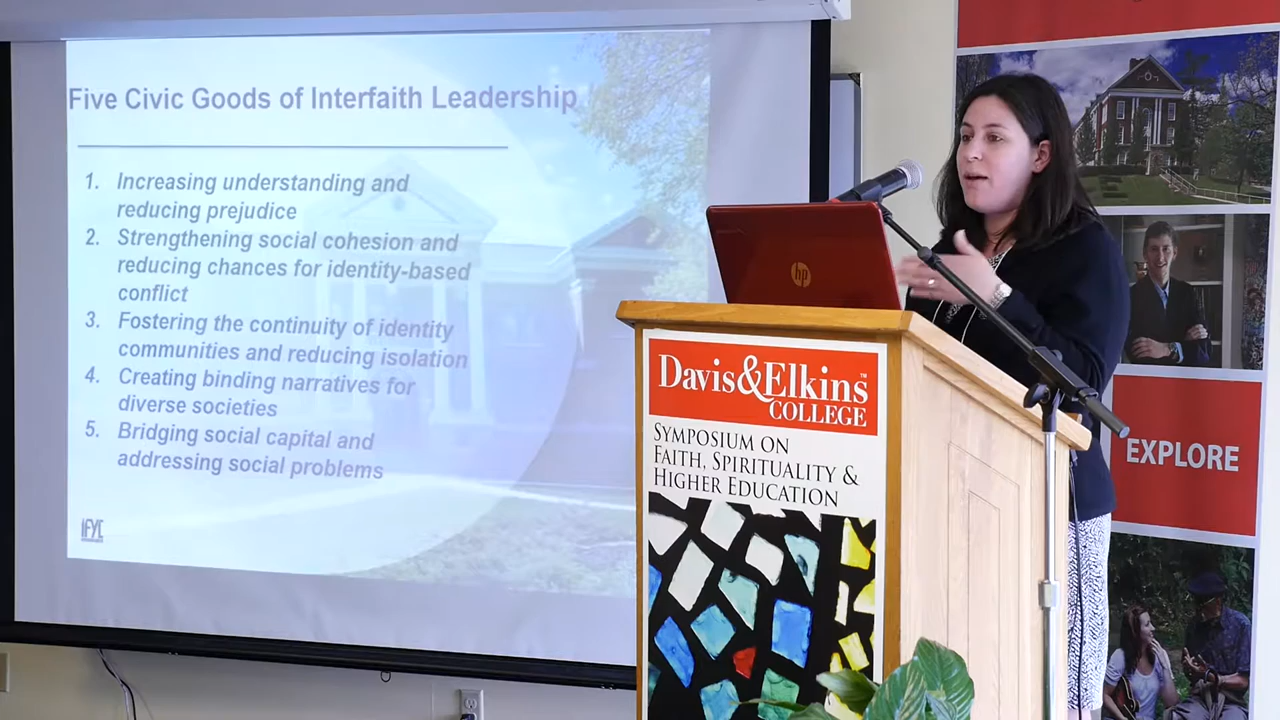 Five Civic Goods of Interfaith Leadership
1. Increasing understanding and
reducing prejudice
2. Strengthening social cohesion and
reducing chances for identity-based
conflict
3. Fostering the continuity of identity
communities and reducing isolation
4. Creating binding narratives for
diverse societies
5. Bridging social capital and
addressing social problems
IFYC
hp
Davis&Elkins™
COLLEGE
SYMPOSIUM ON
FAITH, SPIRITUALITY &
HIGHER EDUCATION
EXPLORE